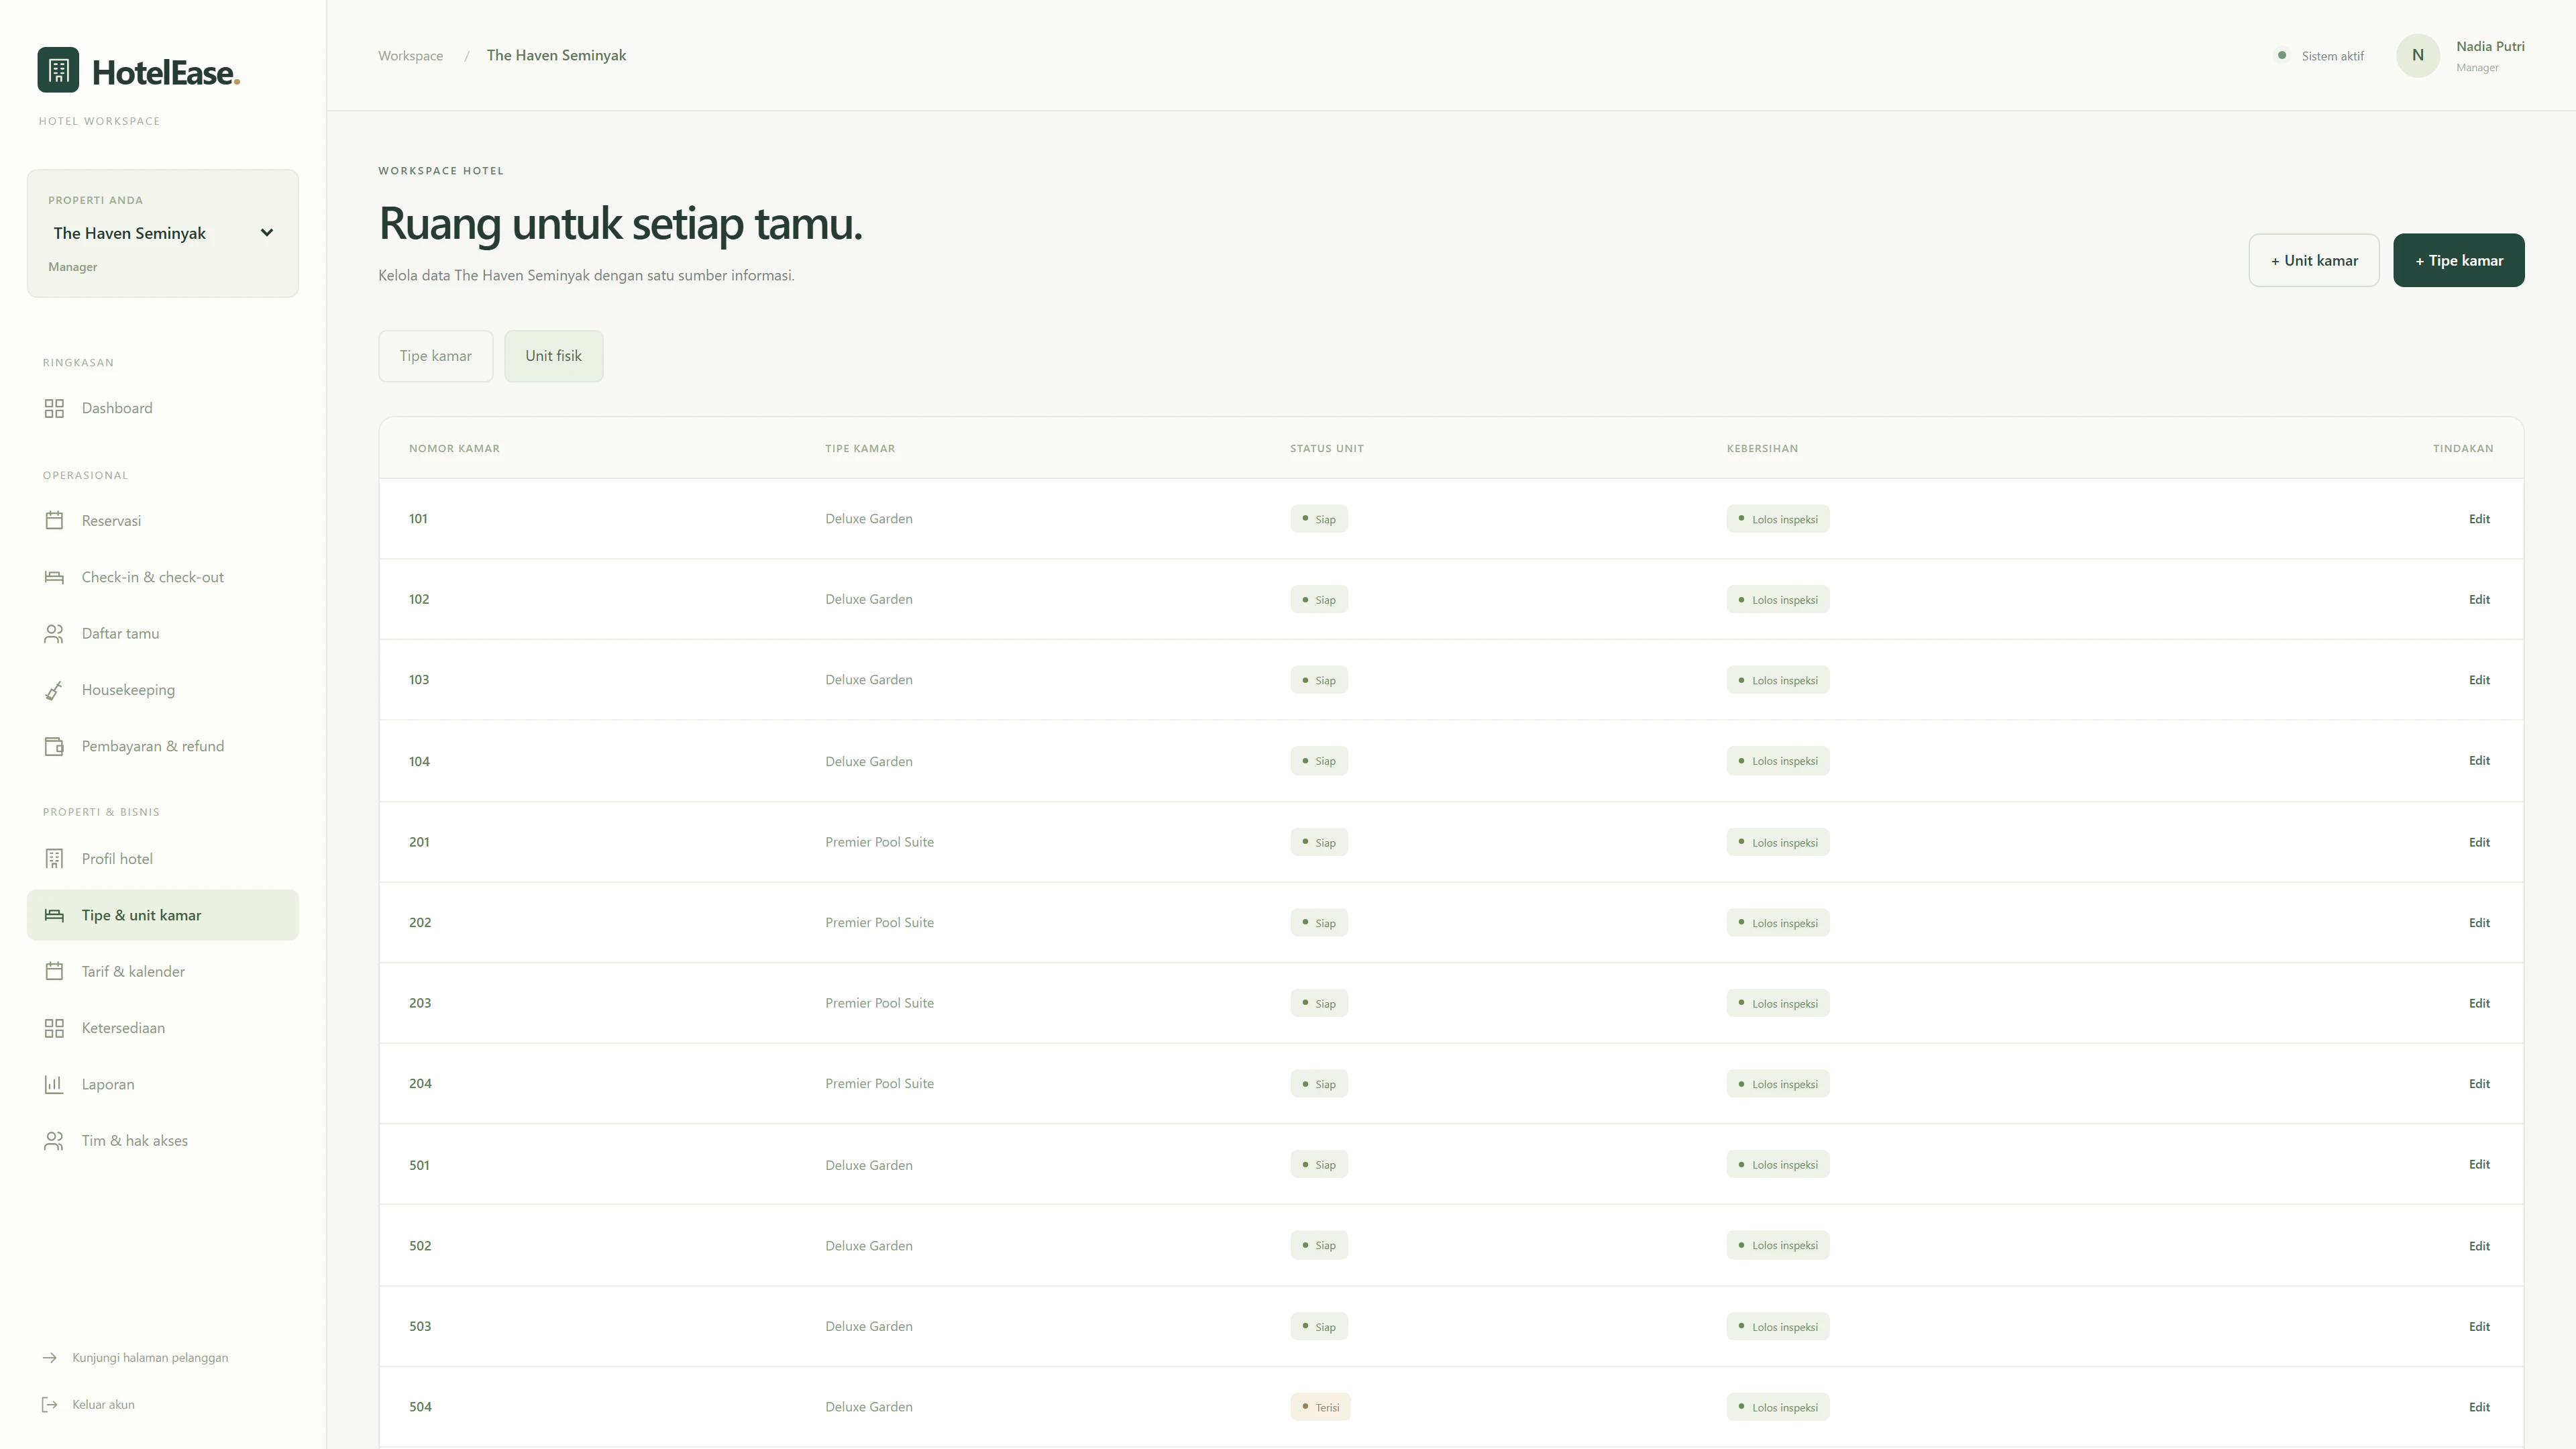 HotelEase.
HOTEL WORKSPACE
PROPERTI ANDA
The Haven Seminyak
Manager
RINGKASAN
Dashboard
OPERASIONAL
Reservasi
Check-in & check-out
Daftar tamu
Housekeeping
Pembayaran & refund
PROPERTI & BISNIS
Profil hotel
Tipe & unit kamar
Tarif & kalender
Ketersediaan
Laporan
Tim & hak akses
Kunjungi halaman pelanggan
Keluar akun
Workspace / The Haven Seminyak
Sistem aktif
N
Nadia Putri
Manager
WORKSPACE HOTEL
Ruang untuk setiap tamu.
Kelola data The Haven Seminyak dengan satu sumber informasi.
+ Unit kamar
+ Tipe kamar
Tipe kamar
Unit fisik
NOMOR KAMAR TIPE KAMAR STATUS UNIT KEBERSIHAN TINDAKAN
101 Deluxe Garden Siap Lolos inspeksi Edit
102 Deluxe Garden Siap Lolos inspeksi Edit
103 Deluxe Garden Siap Lolos inspeksi Edit
104 Deluxe Garden Siap Lolos inspeksi Edit
201 Premier Pool Suite Siap Lolos inspeksi Edit
202 Premier Pool Suite Siap Lolos inspeksi Edit
203 Premier Pool Suite Siap Lolos inspeksi Edit
204 Premier Pool Suite Siap Lolos inspeksi Edit
501 Deluxe Garden Siap Lolos inspeksi Edit
502 Deluxe Garden Siap Lolos inspeksi Edit
503 Deluxe Garden Siap Lolos inspeksi Edit
504 Deluxe Garden Terisi Lolos inspeksi Edit